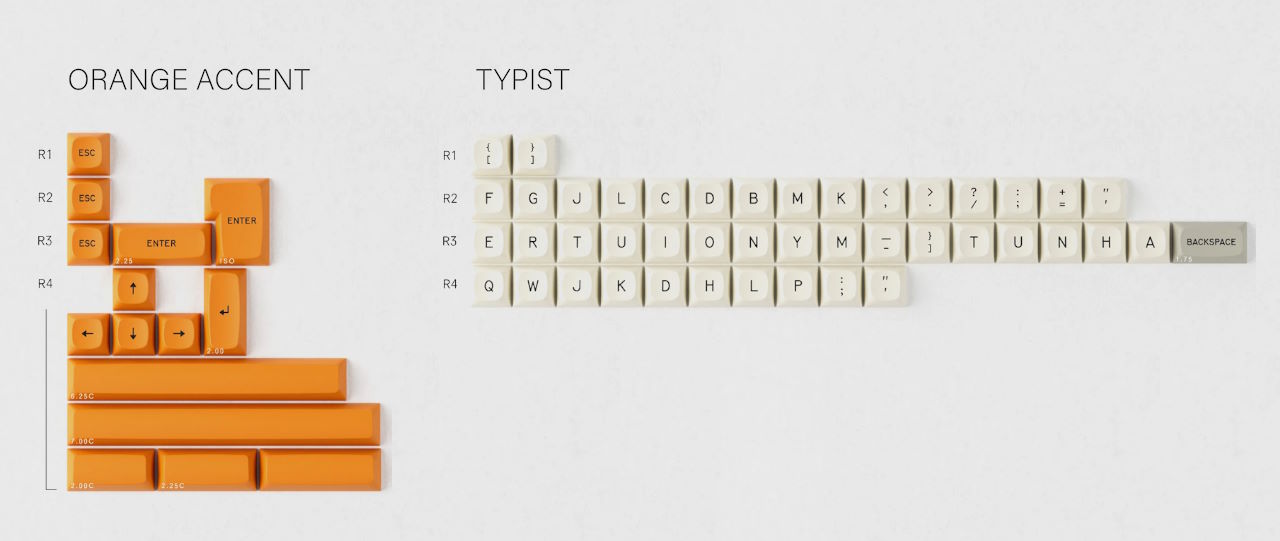 ORANGE ACCENT
R1
ESC
R2
ESC
ENTER
R3
ESC
ENTER
2.25
ISO
R4
↑
↵
← ↓ →
2.00
6.25C
7.00C
2.00C
2.25C
TYPIST
R1
{ [ } ]
R2
F G J L C D B M K < , > . ? / : ; + = " '
R3
E R T U I O N Y M — - } ] T U N H A BACKSPACE
1.75
R4
Q W J K D H L P : ; " '